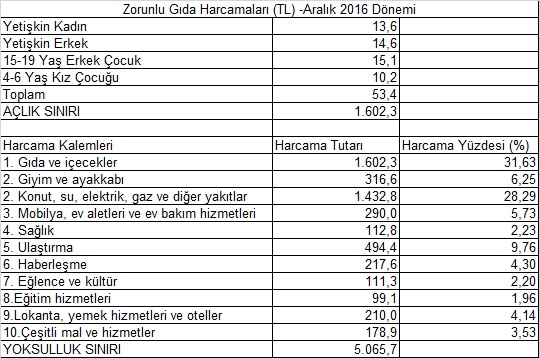 Zorunlu Gıda Harcamaları (TL) -Aralık 2016 Dönemi
Yetişkin Kadın 13,6
Yetişkin Erkek 14,6
15-19 Yaş Erkek Çocuk 15,1
4-6 Yaş Kız Çocuğu 10,2
Toplam 53,4
AÇLIK SINIRI 1.602,3
Harcama Kalemleri Harcama Tutarı Harcama Yüzdesi (%)
1. Gıda ve içecekler 1.602,3 31,63
2. Giyim ve ayakkabı 316,6 6,25
2. Konut, su, elektrik, gaz ve diğer yakıtlar 1.432,8 28,29
3. Mobilya, ev aletleri ve ev bakım hizmetleri 290,0 5,73
4. Sağlık 112,8 2,23
5. Ulaştırma 494,4 9,76
6. Haberleşme 217,6 4,30
7. Eğlence ve kültür 111,3 2,20
8.Eğitim hizmetleri 99,1 1,96
9.Lokanta, yemek hizmetleri ve oteller 210,0 4,14
10.Çeşitli mal ve hizmetler 178,9 3,53
YOKSULLUK SINIRI 5.065,7